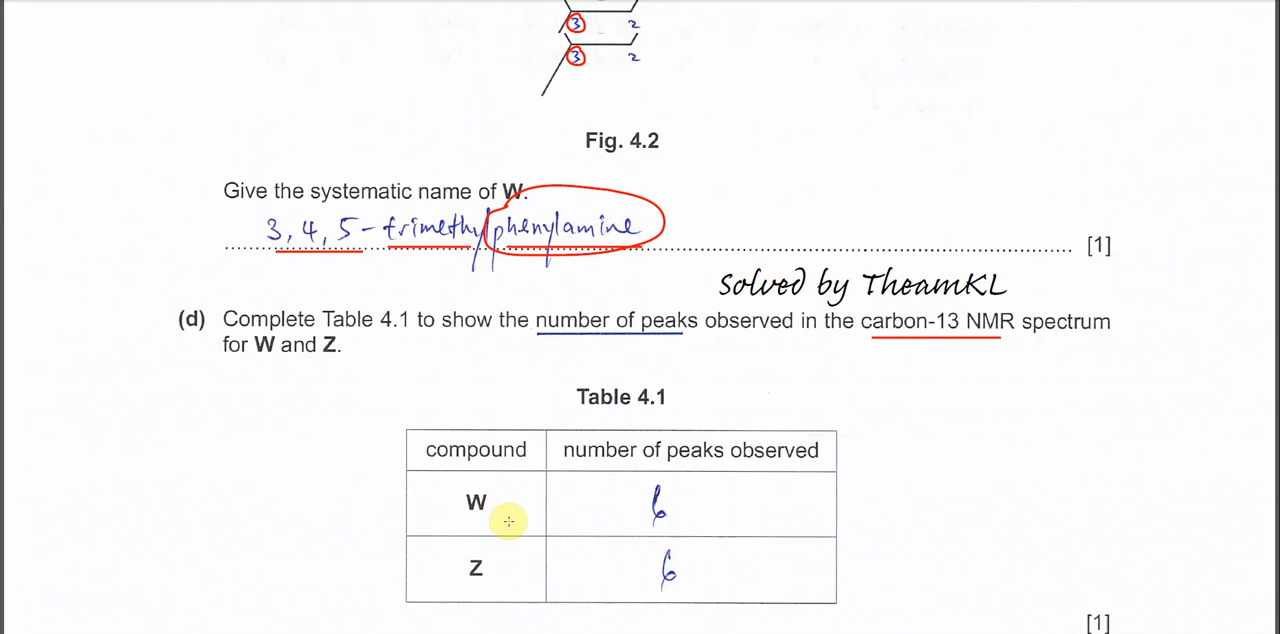 3 2
3 2
Fig. 4.2
Give the systematic name of W.
3, 4, 5 - trimethylphenylamine [1]
Solved by TheamKL
(d) Complete Table 4.1 to show the number of peaks observed in the carbon-13 NMR spectrum
for W and Z.
Table 4.1
compound number of peaks observed
W 6
Z 6
[1]